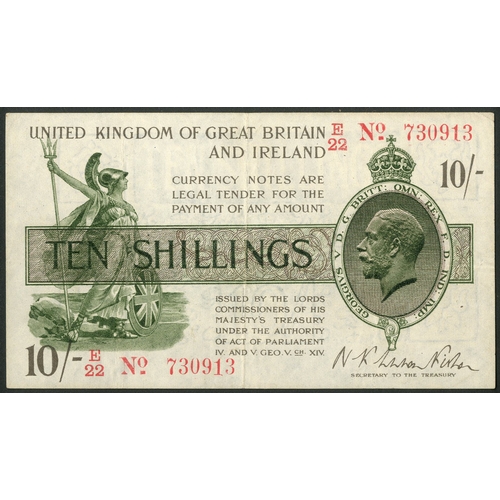 UNITED KINGDOM OF GREAT BRITAIN E/22 No. 730913
AND IRELAND
10/-
CURRENCY NOTES ARE
LEGAL TENDER FOR THE
PAYMENT OF ANY AMOUNT
TEN SHILLINGS
GEORGIVS V D. G. BRITT: OMN: REX F. D. IND: IMP:
ISSUED BY THE LORDS
COMMISSIONERS OF HIS
MAJESTY'S TREASURY
UNDER THE AUTHORITY
OF ACT OF PARLIAMENT
IV. AND V. GEO. V. CH. XIV.
10/- E/22 No. 730913
SECRETARY TO THE TREASURY